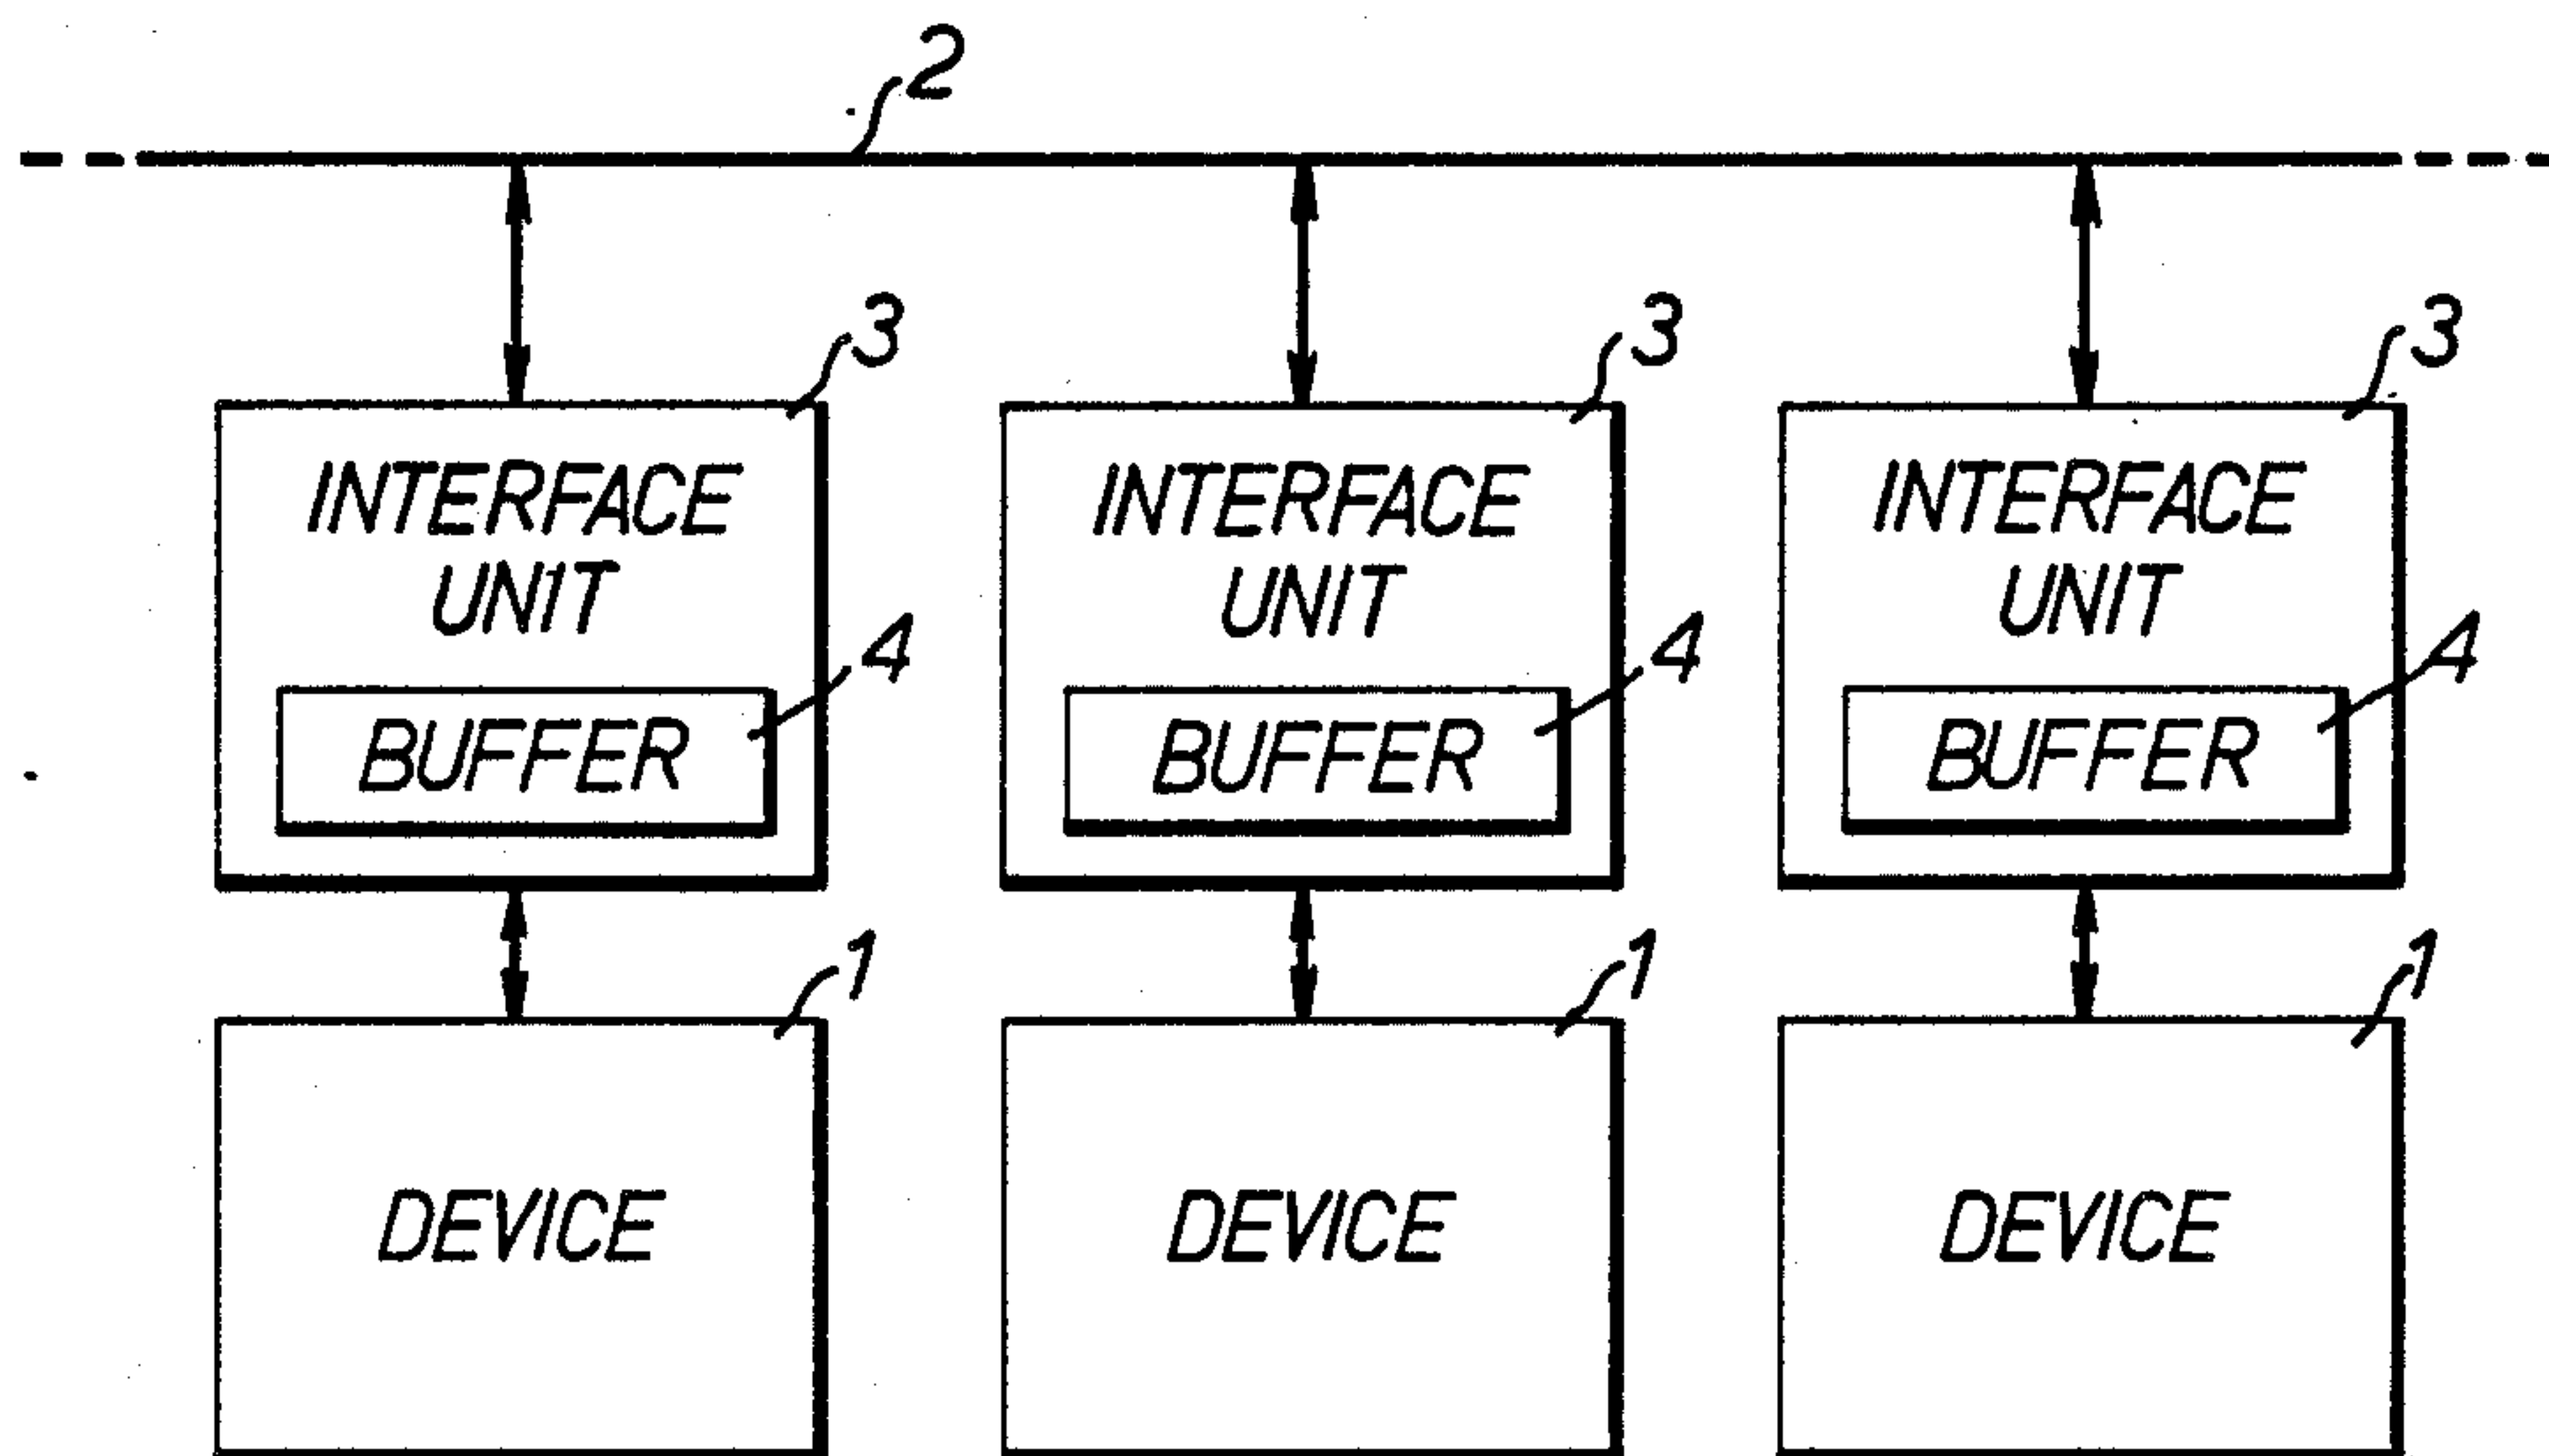 2
3 3 3
INTERFACE UNIT INTERFACE UNIT INTERFACE UNIT
4 4 4
BUFFER BUFFER BUFFER
1 1 1
DEVICE DEVICE DEVICE